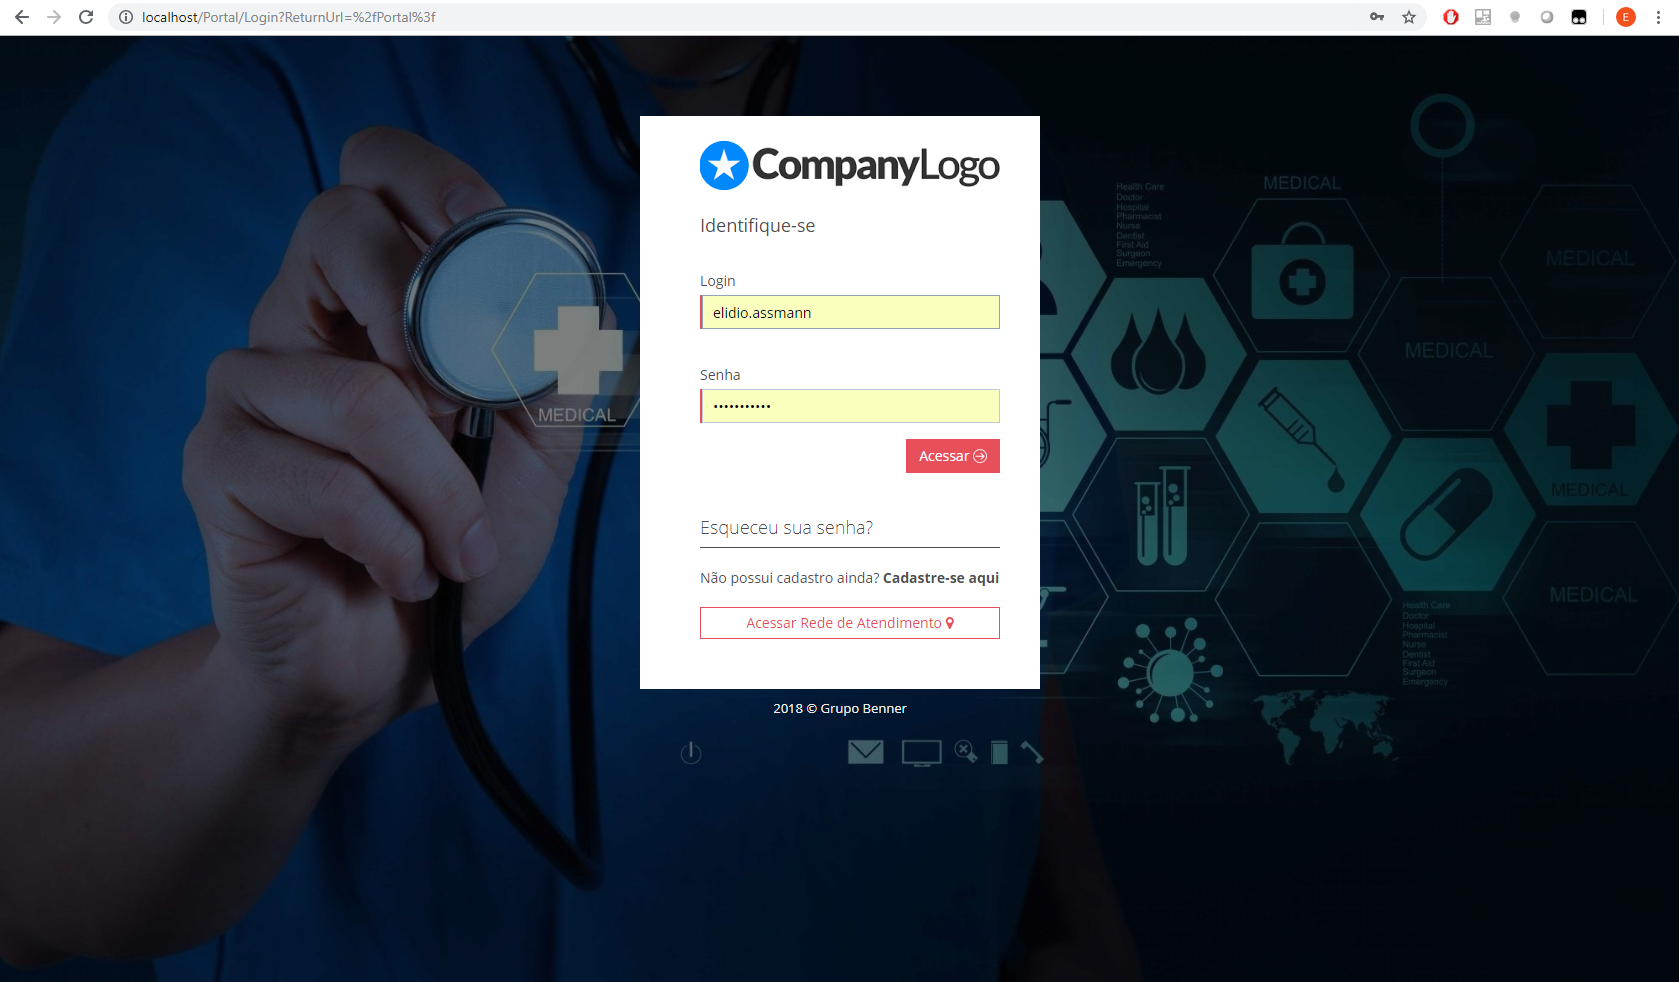 localhost/Portal/Login?ReturnUrl=%2fPortal%3f
E
CompanyLogo
Identifique-se
Login
elidio.assmann
Senha
•••••••••••
Acessar
Esqueceu sua senha?
Não possui cadastro ainda? Cadastre-se aqui
Acessar Rede de Atendimento
2018 © Grupo Benner
MEDICAL
Health Care
Doctor
Hospital
Pharmacist
Nurse
Dentist
First Aid
Surgeon
Emergency
MEDICAL
MEDICAL
MEDICAL
MEDICAL
MEDICAL
Health Care
Doctor
Hospital
Pharmacist
Nurse
Dentist
First Aid
Surgeon
Emergency